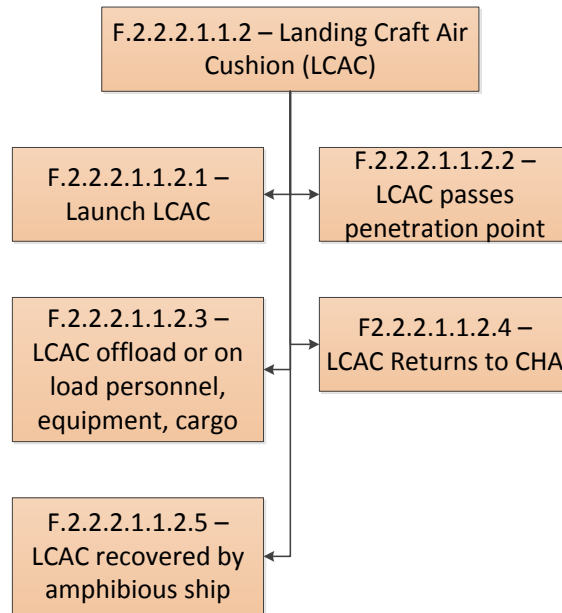 F.2.2.2.1.1.2 – Landing Craft Air
Cushion (LCAC)
F.2.2.2.1.1.2.1 –
Launch LCAC
F.2.2.2.1.1.2.2 –
LCAC passes
penetration point
F.2.2.2.1.1.2.3 –
LCAC offload or on
load personnel,
equipment, cargo
F2.2.2.1.1.2.4 –
LCAC Returns to CHA
F.2.2.2.1.1.2.5 –
LCAC recovered by
amphibious ship